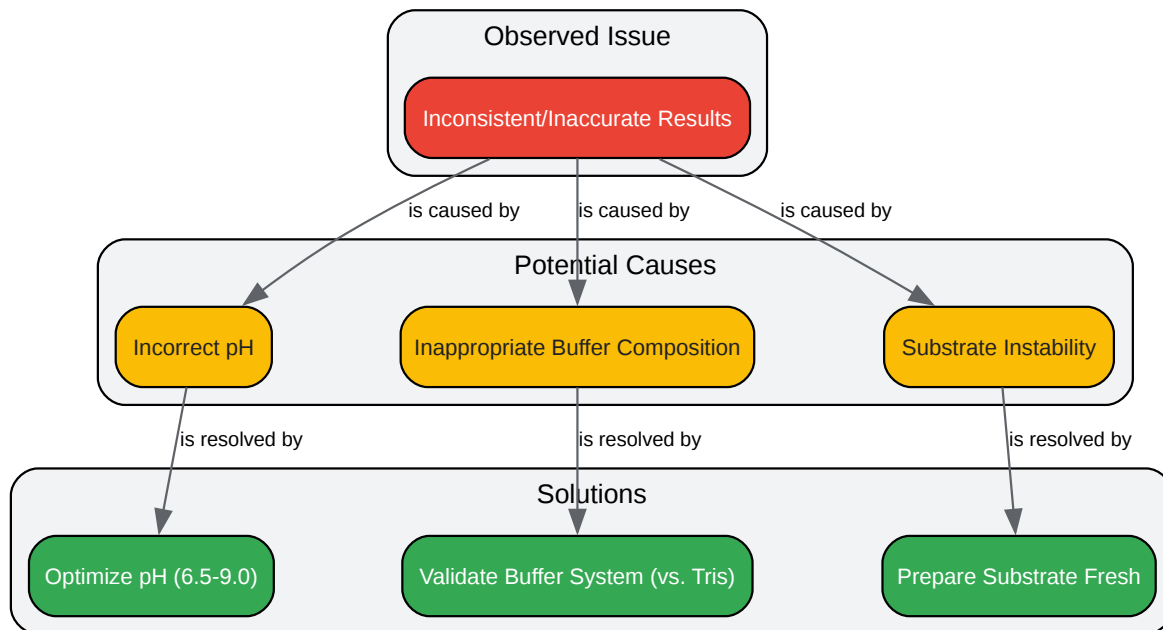 Observed Issue
Inconsistent/Inaccurate Results
is caused by
is caused by
is caused by
Potential Causes
Incorrect pH
Inappropriate Buffer Composition
Substrate Instability
is resolved by
is resolved by
is resolved by
Solutions
Optimize pH (6.5-9.0)
Validate Buffer System (vs. Tris)
Prepare Substrate Fresh